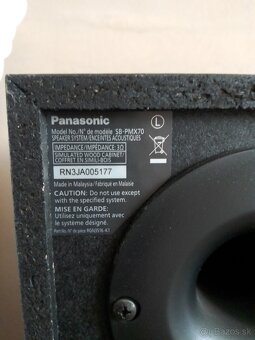 Panasonic
Model No./N° de modèle SB-PMX70
SPEAKER SYSTEM/ENCEINTES ACOUSTIQUES
IMPEDANCE/IMPÉDANCE: 3Ω
SIMULATED WOOD CABINET/
COFFRET EN SIMILI-BOIS
RN3JA005177
Made in Malaysia/Fabriqué en Malaisie
CAUTION: Do not use except
with the specified system.
MISE EN GARDE:
Utilisez uniquement avec
le système désigné.
L
bazos.sk